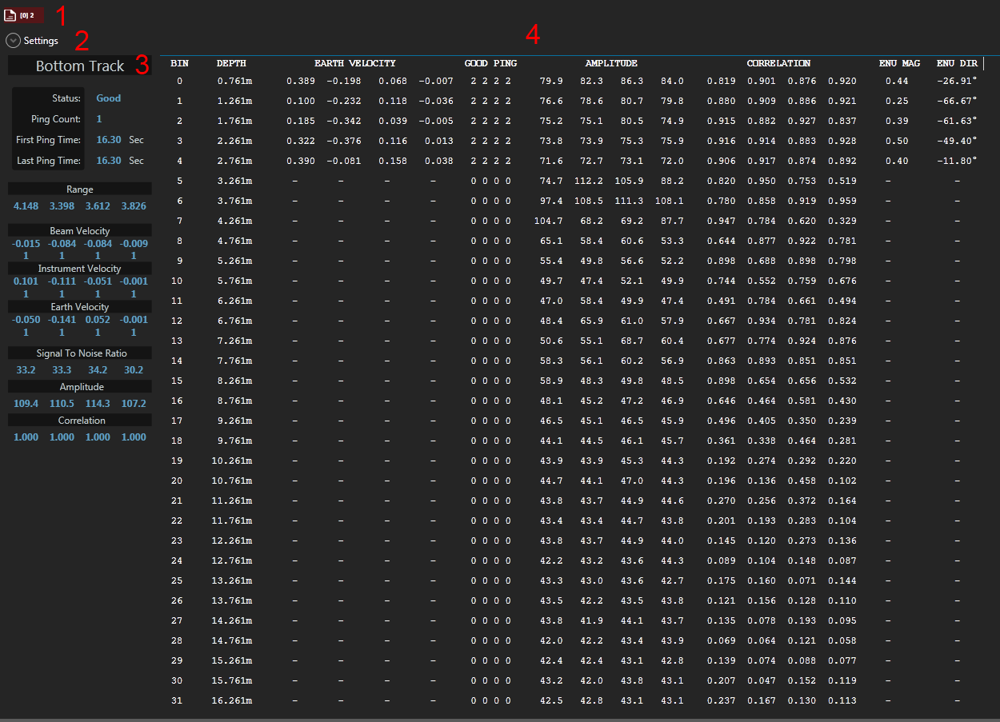 [0] 2 1
Settings 2
Bottom Track 3
Status: Good
Ping Count: 1
First Ping Time: 16.30 Sec
Last Ping Time: 16.30 Sec
Range
4.148 3.398 3.612 3.826
Beam Velocity
-0.015 -0.084 -0.084 -0.009
1 1 1 1
Instrument Velocity
0.101 -0.111 -0.051 -0.001
1 1 1 1
Earth Velocity
-0.050 -0.141 0.052 -0.001
1 1 1 1
Signal To Noise Ratio
33.2 33.3 34.2 30.2
Amplitude
109.4 110.5 114.3 107.2
Correlation
1.000 1.000 1.000 1.000
4
BIN DEPTH EARTH VELOCITY GOOD PING AMPLITUDE CORRELATION ENU MAG ENU DIR
0 0.761m 0.389 -0.198 0.068 -0.007 2 2 2 2 79.9 82.3 86.3 84.0 0.819 0.901 0.876 0.920 0.44 -26.91°
1 1.261m 0.100 -0.232 0.118 -0.036 2 2 2 2 76.6 78.6 80.7 79.8 0.880 0.909 0.886 0.921 0.25 -66.67°
2 1.761m 0.185 -0.342 0.039 -0.005 2 2 2 2 75.2 75.1 80.5 74.9 0.915 0.882 0.927 0.837 0.39 -61.63°
3 2.261m 0.322 -0.376 0.116 0.013 2 2 2 2 73.8 73.9 75.3 75.9 0.916 0.914 0.883 0.928 0.50 -49.40°
4 2.761m 0.390 -0.081 0.158 0.038 2 2 2 2 71.6 72.7 73.1 72.0 0.906 0.917 0.874 0.892 0.40 -11.80°
5 3.261m - - - - 0 0 0 0 74.7 112.2 105.9 88.2 0.820 0.950 0.753 0.519 - -
6 3.761m - - - - 0 0 0 0 97.4 108.5 111.3 108.1 0.780 0.858 0.919 0.959 - -
7 4.261m - - - - 0 0 0 0 104.7 68.2 69.2 87.7 0.947 0.784 0.620 0.329 - -
8 4.761m - - - - 0 0 0 0 65.1 58.4 60.6 53.3 0.644 0.877 0.922 0.781 - -
9 5.261m - - - - 0 0 0 0 55.4 49.8 56.6 52.2 0.898 0.688 0.898 0.798 - -
10 5.761m - - - - 0 0 0 0 49.7 47.4 52.1 49.9 0.744 0.552 0.759 0.676 - -
11 6.261m - - - - 0 0 0 0 47.0 58.4 49.9 47.4 0.491 0.784 0.661 0.494 - -
12 6.761m - - - - 0 0 0 0 48.4 65.9 61.0 57.9 0.667 0.934 0.781 0.824 - -
13 7.261m - - - - 0 0 0 0 50.6 55.1 68.7 60.4 0.677 0.774 0.924 0.876 - -
14 7.761m - - - - 0 0 0 0 58.3 56.1 60.2 56.9 0.863 0.893 0.851 0.851 - -
15 8.261m - - - - 0 0 0 0 58.9 48.3 49.8 48.5 0.898 0.654 0.656 0.532 - -
16 8.761m - - - - 0 0 0 0 48.1 45.2 47.2 46.9 0.646 0.464 0.581 0.430 - -
17 9.261m - - - - 0 0 0 0 46.5 45.1 46.5 45.9 0.496 0.405 0.350 0.239 - -
18 9.761m - - - - 0 0 0 0 44.1 44.5 46.1 45.7 0.361 0.338 0.464 0.281 - -
19 10.261m - - - - 0 0 0 0 43.9 43.9 45.3 44.3 0.192 0.274 0.292 0.220 - -
20 10.761m - - - - 0 0 0 0 44.7 44.1 47.0 44.3 0.196 0.136 0.458 0.102 - -
21 11.261m - - - - 0 0 0 0 43.8 43.7 44.9 44.6 0.270 0.256 0.372 0.164 - -
22 11.761m - - - - 0 0 0 0 43.4 43.4 44.7 43.8 0.201 0.193 0.283 0.104 - -
23 12.261m - - - - 0 0 0 0 43.8 43.7 44.9 44.0 0.145 0.120 0.273 0.136 - -
24 12.761m - - - - 0 0 0 0 42.2 43.2 43.6 44.3 0.089 0.104 0.148 0.087 - -
25 13.261m - - - - 0 0 0 0 43.3 43.0 43.6 42.7 0.175 0.160 0.071 0.144 - -
26 13.761m - - - - 0 0 0 0 43.5 42.2 43.5 43.8 0.121 0.156 0.128 0.110 - -
27 14.261m - - - - 0 0 0 0 43.8 41.9 44.1 43.7 0.135 0.078 0.193 0.095 - -
28 14.761m - - - - 0 0 0 0 42.0 42.2 43.4 43.9 0.069 0.064 0.121 0.058 - -
29 15.261m - - - - 0 0 0 0 42.4 42.4 43.1 42.8 0.139 0.074 0.088 0.077 - -
30 15.761m - - - - 0 0 0 0 43.2 42.0 43.8 43.1 0.207 0.047 0.152 0.119 - -
31 16.261m - - - - 0 0 0 0 42.5 42.8 43.1 43.1 0.237 0.167 0.130 0.113 - -